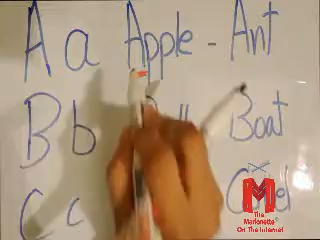 A a Apple - Ant
B b Boat
C c
M
The
Marionette
On The Internet